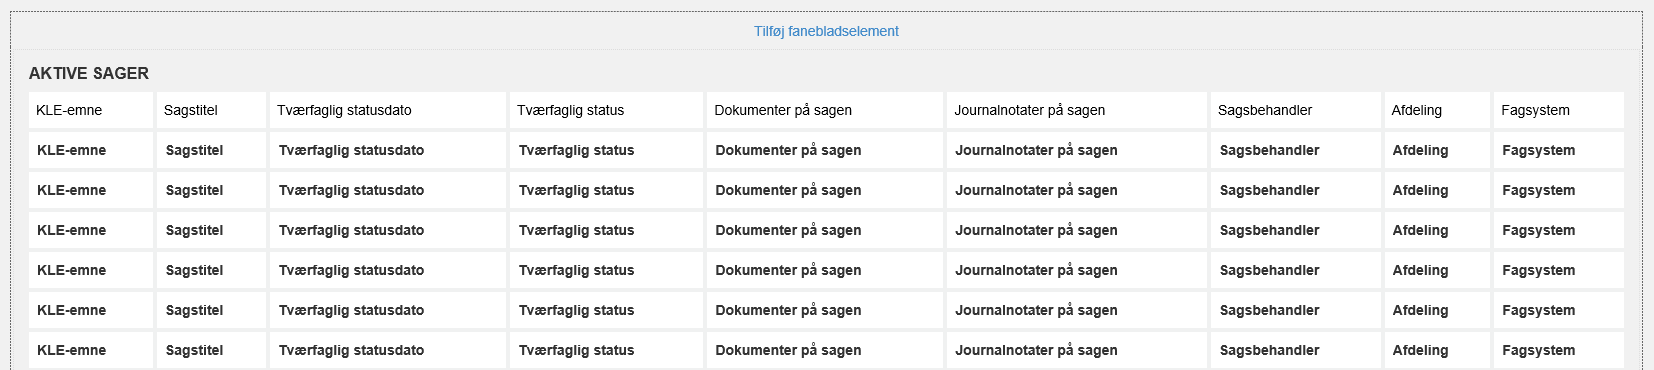 Tilføj fanebladselement
AKTIVE SAGER
KLE-emne Sagstitel Tværfaglig statusdato Tværfaglig status Dokumenter på sagen Journalnotater på sagen Sagsbehandler Afdeling Fagsystem
KLE-emne Sagstitel Tværfaglig statusdato Tværfaglig status Dokumenter på sagen Journalnotater på sagen Sagsbehandler Afdeling Fagsystem
KLE-emne Sagstitel Tværfaglig statusdato Tværfaglig status Dokumenter på sagen Journalnotater på sagen Sagsbehandler Afdeling Fagsystem
KLE-emne Sagstitel Tværfaglig statusdato Tværfaglig status Dokumenter på sagen Journalnotater på sagen Sagsbehandler Afdeling Fagsystem
KLE-emne Sagstitel Tværfaglig statusdato Tværfaglig status Dokumenter på sagen Journalnotater på sagen Sagsbehandler Afdeling Fagsystem
KLE-emne Sagstitel Tværfaglig statusdato Tværfaglig status Dokumenter på sagen Journalnotater på sagen Sagsbehandler Afdeling Fagsystem
KLE-emne Sagstitel Tværfaglig statusdato Tværfaglig status Dokumenter på sagen Journalnotater på sagen Sagsbehandler Afdeling Fagsystem